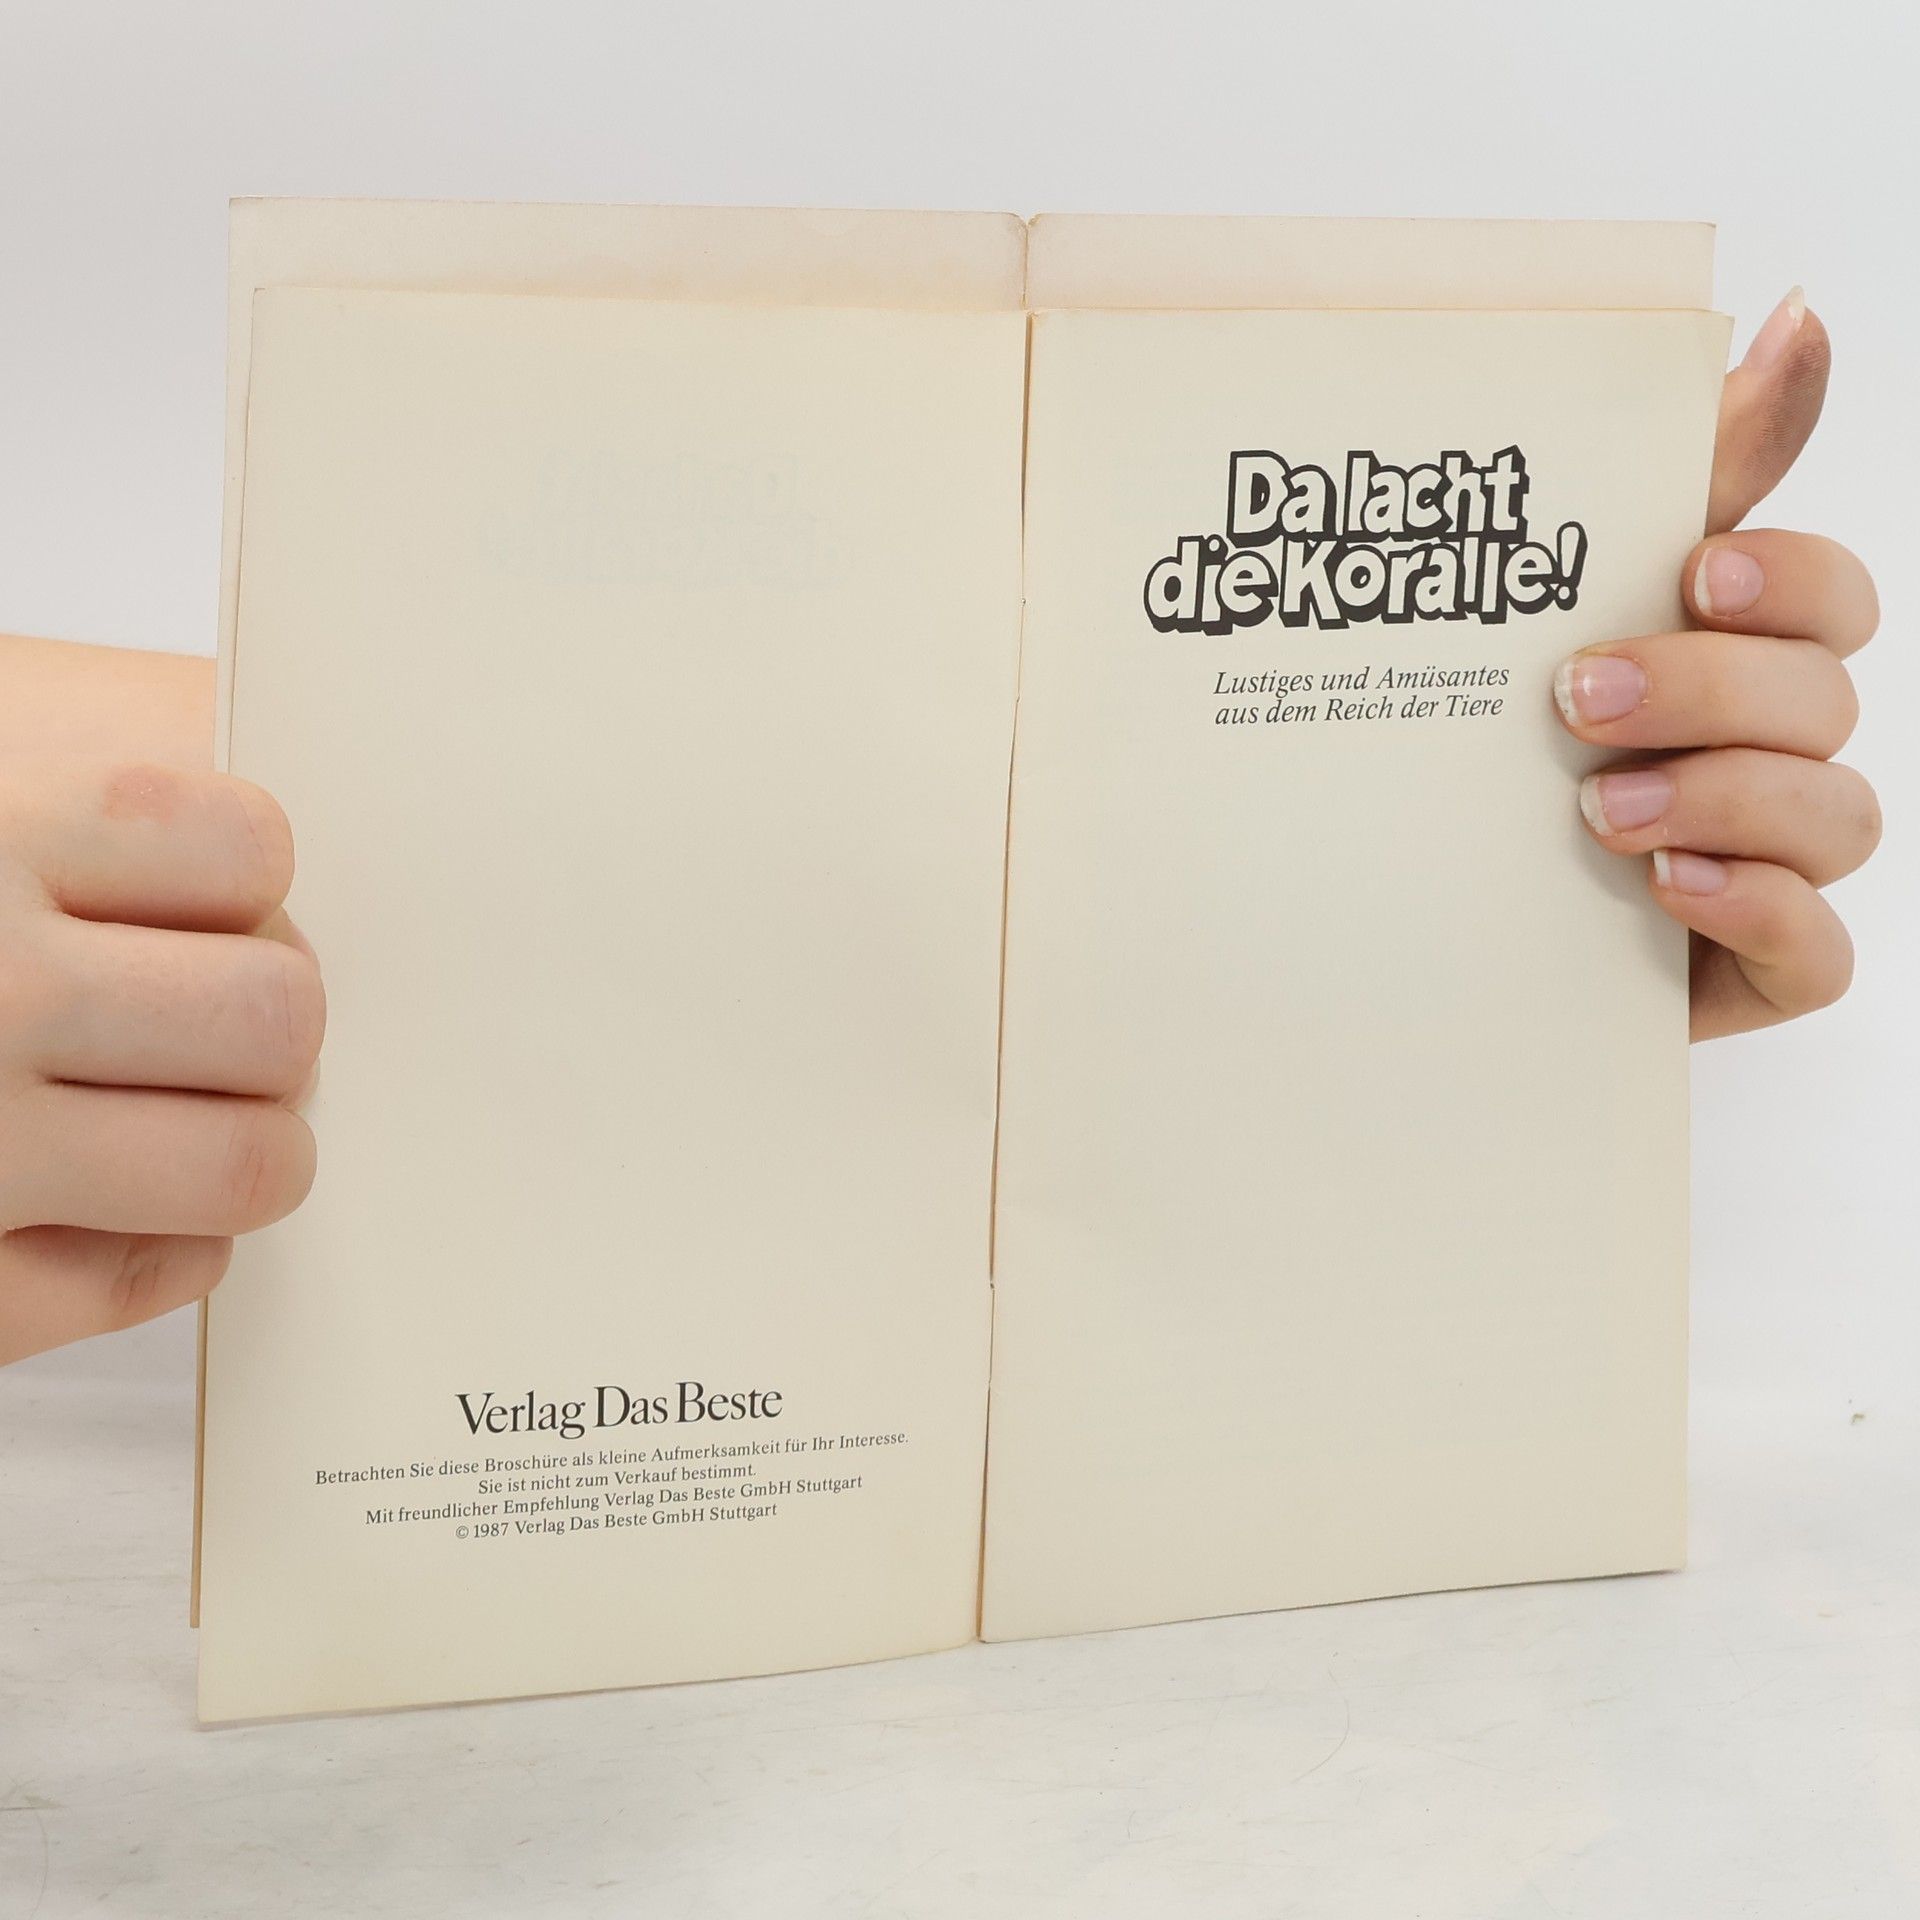 Verlag Das Beste
Betrachten Sie diese Broschüre als kleine Aufmerksamkeit für Ihr Interesse.
Sie ist nicht zum Verkauf bestimmt.
Mit freundlicher Empfehlung Verlag Das Beste GmbH Stuttgart
© 1987 Verlag Das Beste GmbH Stuttgart
Da lacht
die Koralle!
Lustiges und Amüsantes
aus dem Reich der Tiere